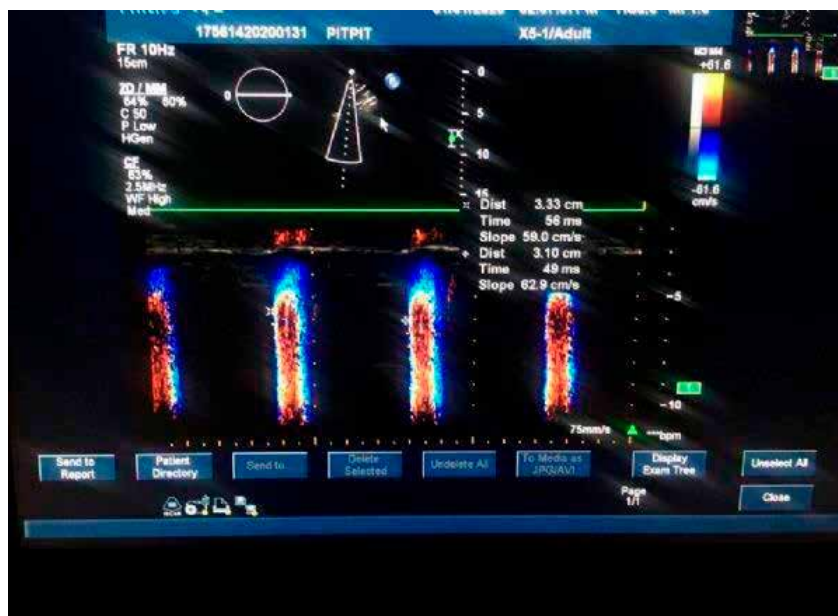 17561420200131 PITPIT X5-1/Adult
FR 10Hz
15cm
2D / MM
64% 60%
C 50
P Low
HGen
CF
63%
2.5MHz
WF High
Med
0
0
5
10
15
+61.6
-61.6
cm/s
Dist 3.33 cm
Time 56 ms
Slope 59.0 cm/s
Dist 3.10 cm
Time 49 ms
Slope 62.9 cm/s
5
10
75mm/s
bpm
Send to
Report
Patient
Directory
Send to...
Delete
Selected
Undelete All
To Media as
JPG/AVI
Display
Exam Tree
Unselect All
Page
1/1
Close